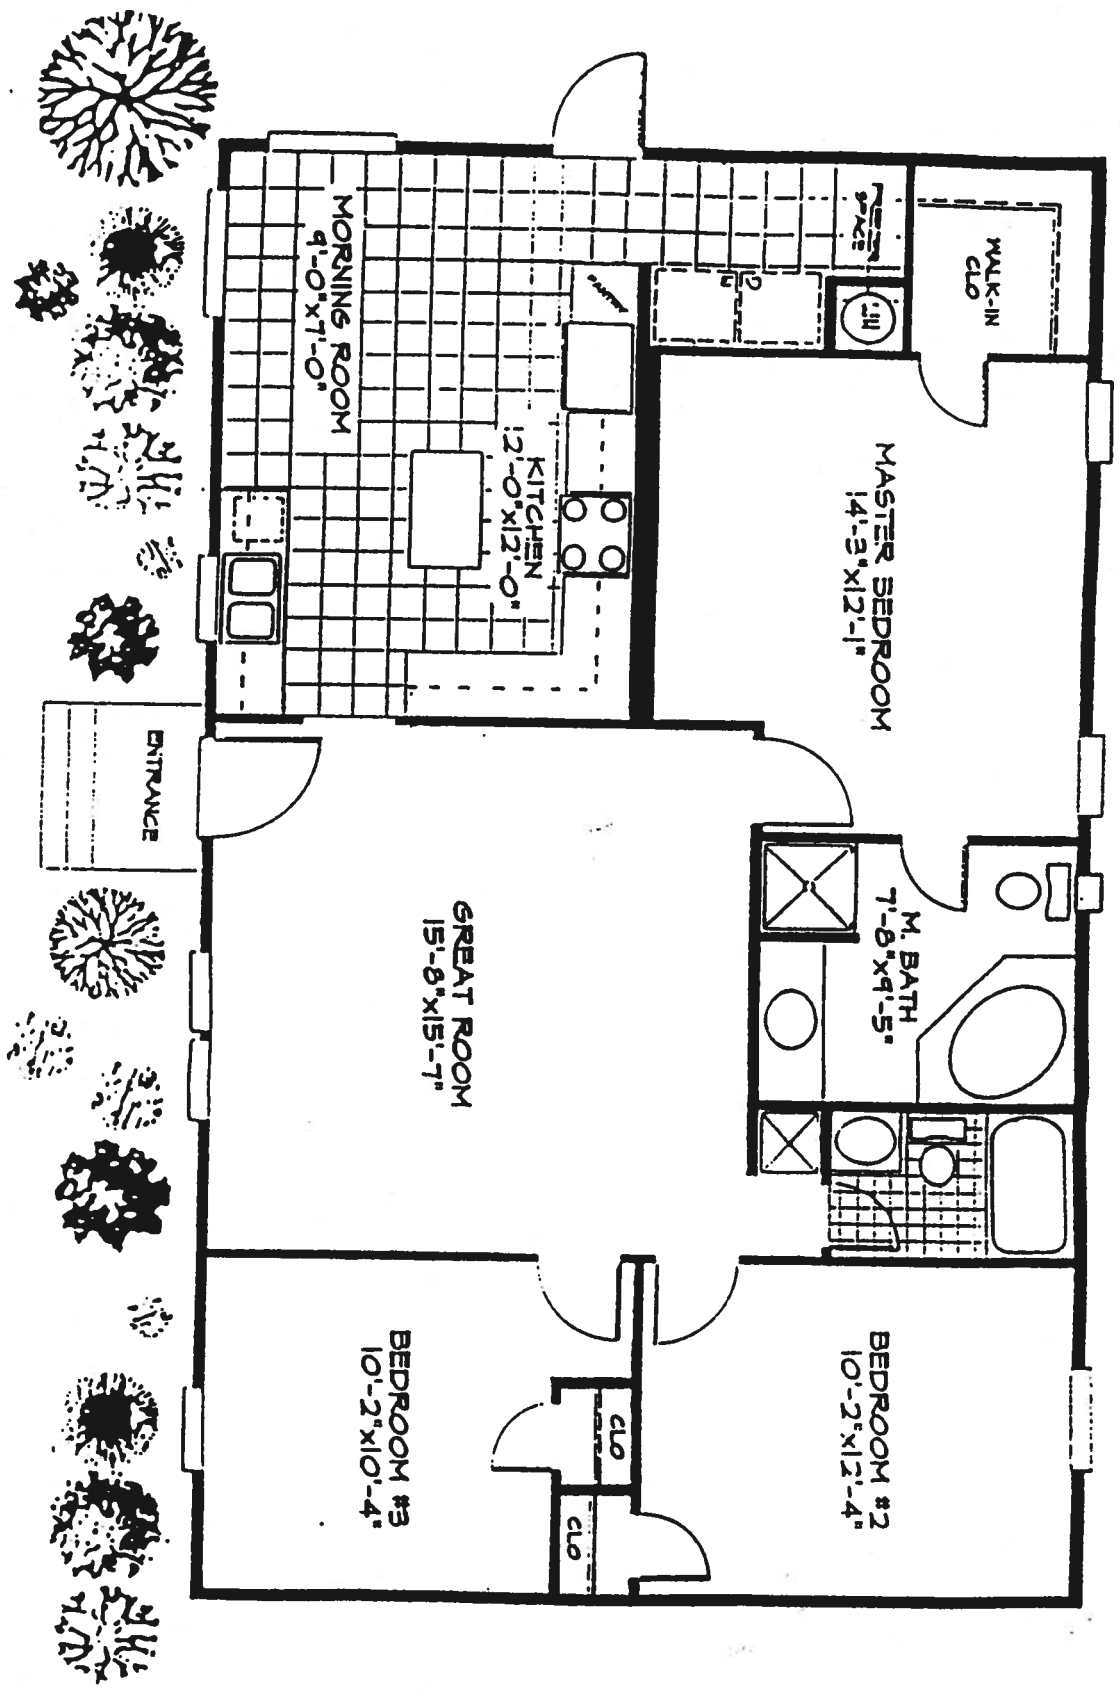 WALK-IN
CLO
MASTER BEDROOM
14'-3"x12'-1"
M. BATH
7'-8"x9'-5"
BEDROOM #2
10'-2"x12'-4"
SPACE
D
W
PANTRY
CLO
CLO
KITCHEN
12'-0"x12'-0"
GREAT ROOM
15'-8"x15'-7"
BEDROOM #3
10'-2"x10'-4"
MORNING ROOM
9'-0"x7'-0"
ENTRANCE